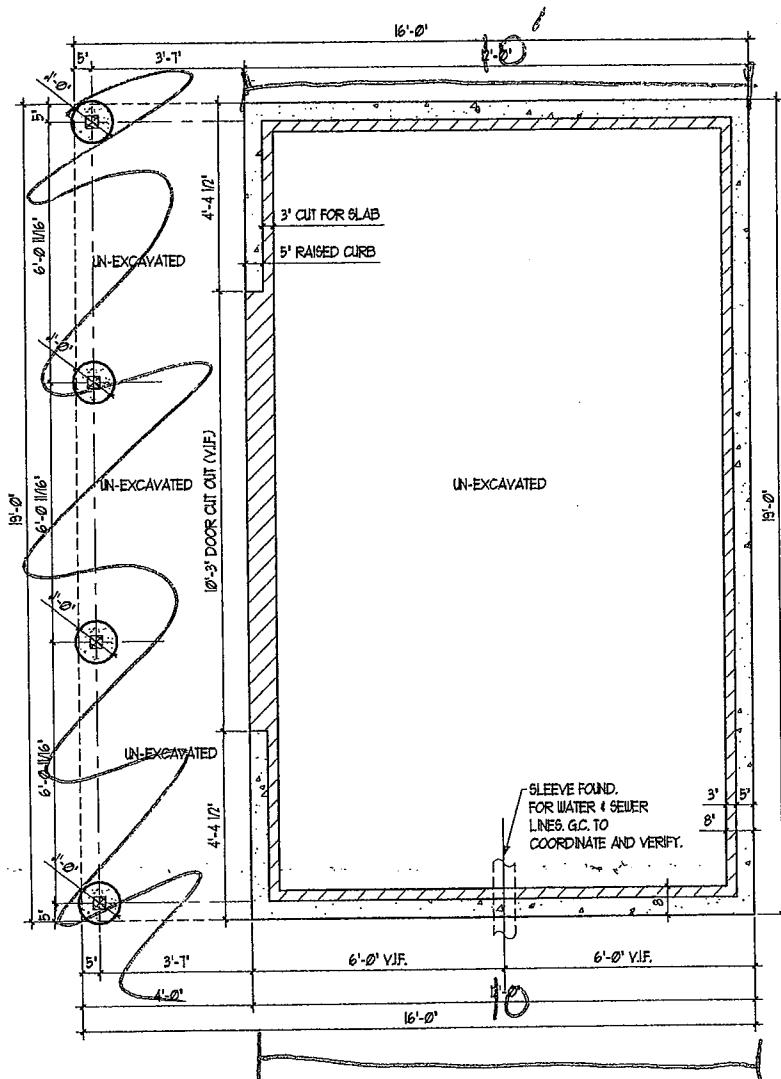 16'-0"
10
5"
3'-7"
1'-0"
5"
4'-4 1/2"
3" CUT FOR SLAB
5" RAISED CURB
6'-0 11/16"
UN-EXCAVATED
1'-0"
UN-EXCAVATED
UN-EXCAVATED
19'-0"
6'-0 11/16"
10'-3" DOOR CUT OUT (V.I.F.)
19'-0"
1'-0"
UN-EXCAVATED
6'-0 11/16"
SLEEVE FOUND.
FOR WATER & SEWER
LINES. G.C. TO
COORDINATE AND VERIFY.
3"
5"
8"
4'-4 1/2"
1'-0"
5"
8"
5"
3'-7"
6'-0" V.I.F.
6'-0" V.I.F.
4'-0"
10
16'-0"